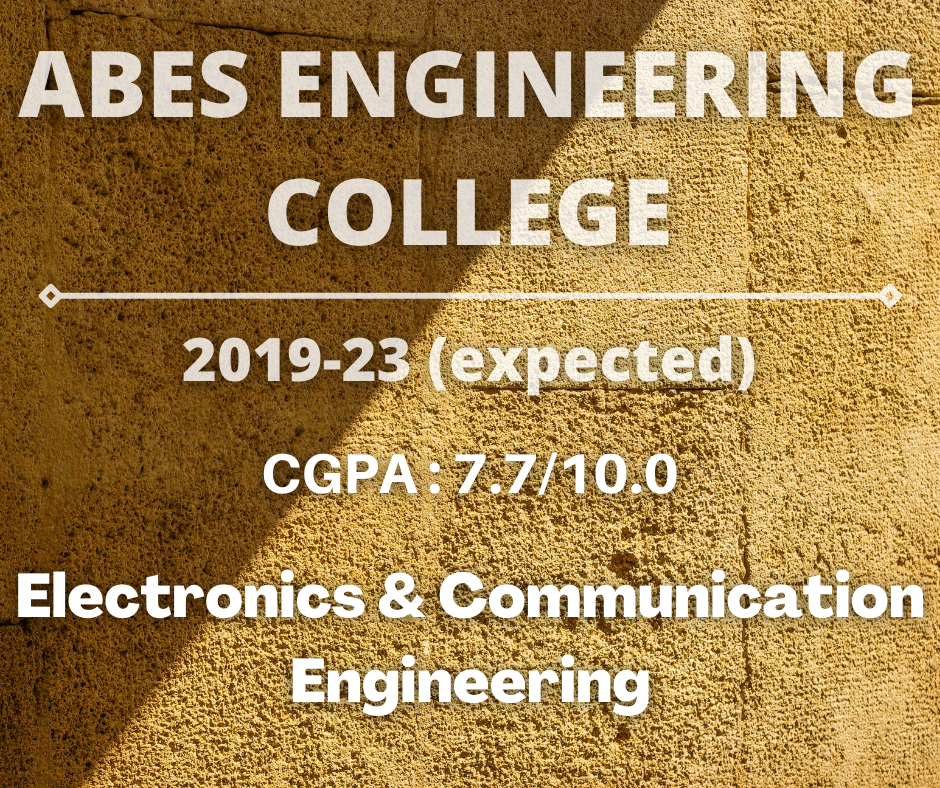 ABES ENGINEERING
COLLEGE
2019-23 (expected)
CGPA : 7.7/10.0
Electronics & Communication
Engineering